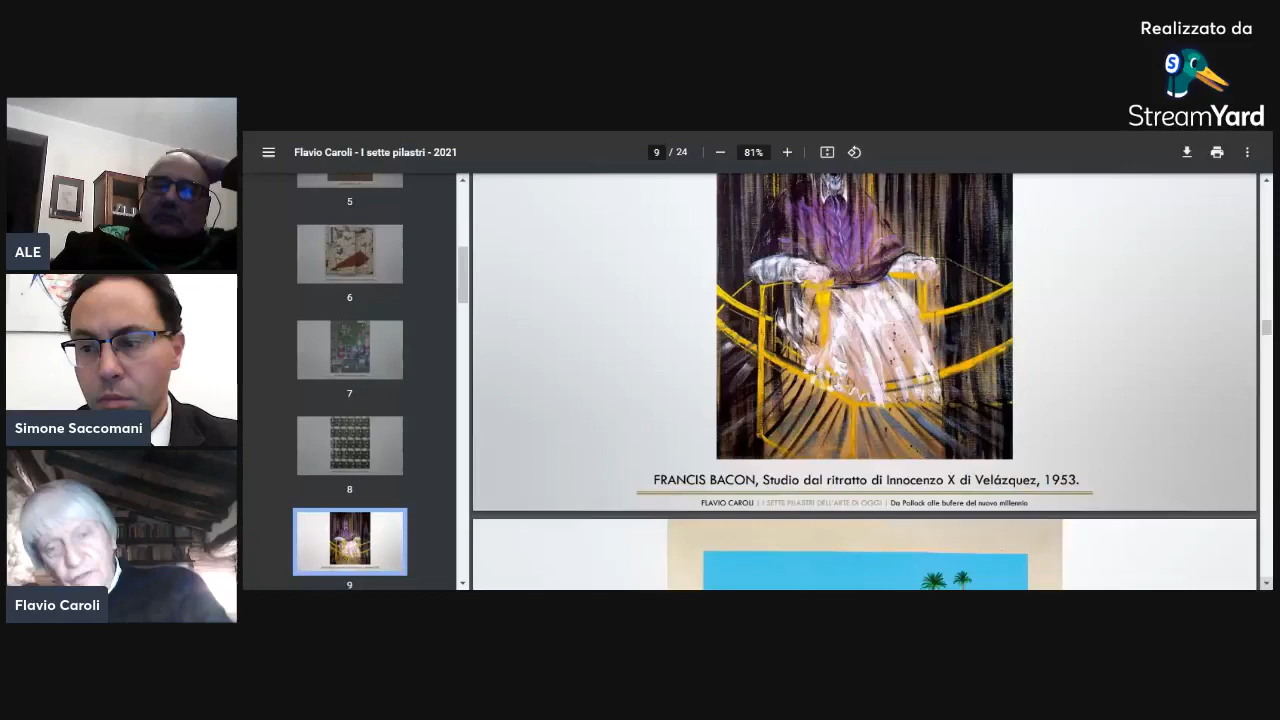 Realizzato da
StreamYard
ALE
Simone Saccomani
Flavio Caroli
Flavio Caroli - I sette pilastri - 2021
9 / 24
81%
5
6
7
8
9
FRANCIS BACON, Studio dal ritratto di Innocenzo X di Velázquez, 1953.
FLAVIO CAROLI | I SETTE PILASTRI DELL'ARTE DI OGGI | Da Pollock alle bufere del nuovo millennio